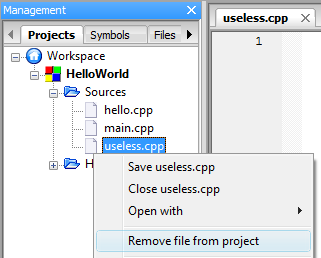 Management
Projects
Symbols
Files
Workspace
HelloWorld
Sources
hello.cpp
main.cpp
useless.cpp
H
Save useless.cpp
Close useless.cpp
Open with
Remove file from project
useless.cpp
1